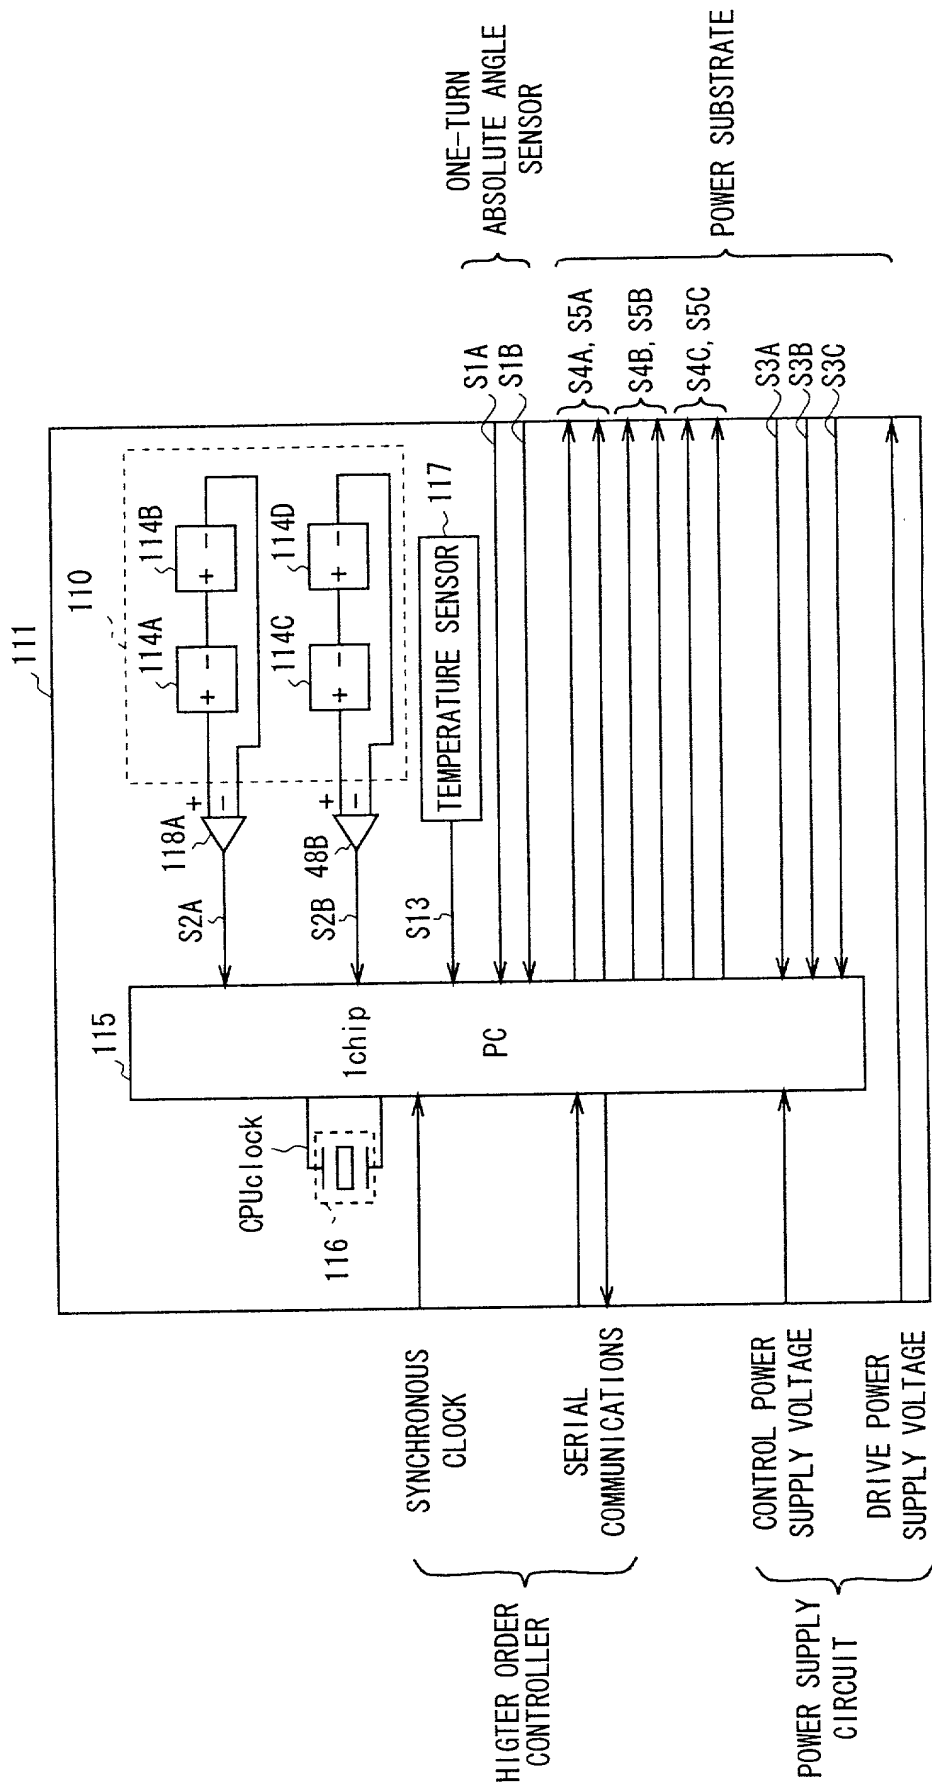 111
110
114A
114B
+ -
+ -
118A
+
-
S2A
114C
114D
+ -
+ -
48B
+
-
S2B
TEMPERATURE SENSOR
117
S13
115
1chip
PC
CPUclock
116
S1A
S1B
ONE-TURN
ABSOLUTE ANGLE
SENSOR
S4A, S5A
S4B, S5B
S4C, S5C
S3A
S3B
S3C
POWER SUBSTRATE
SYNCHRONOUS
CLOCK
SERIAL
COMMUNICATIONS
HIGTER ORDER
CONTROLLER
CONTROL POWER
SUPPLY VOLTAGE
DRIVE POWER
SUPPLY VOLTAGE
POWER SUPPLY
CIRCUIT